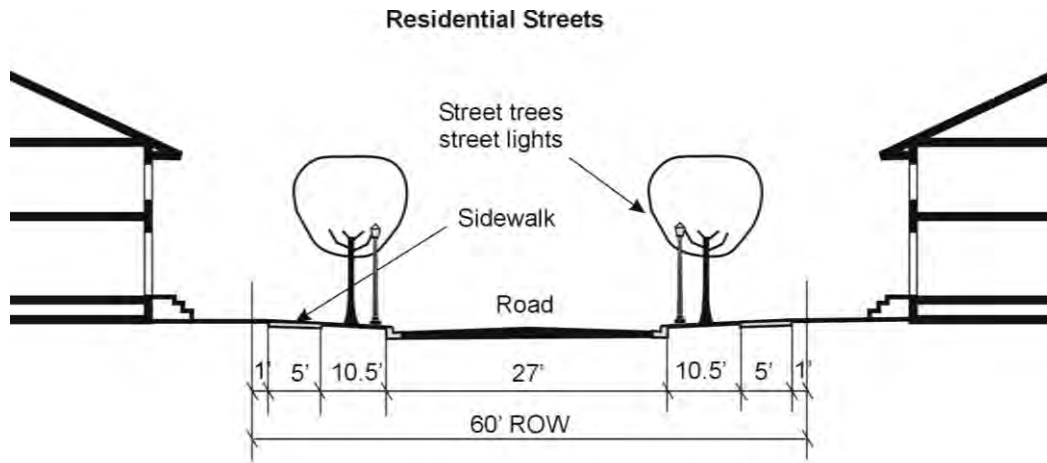 Residential Streets
Street trees
street lights
Sidewalk
Road
1’ 5’ 10.5’ 27’ 10.5’ 5’ 1’
60’ ROW